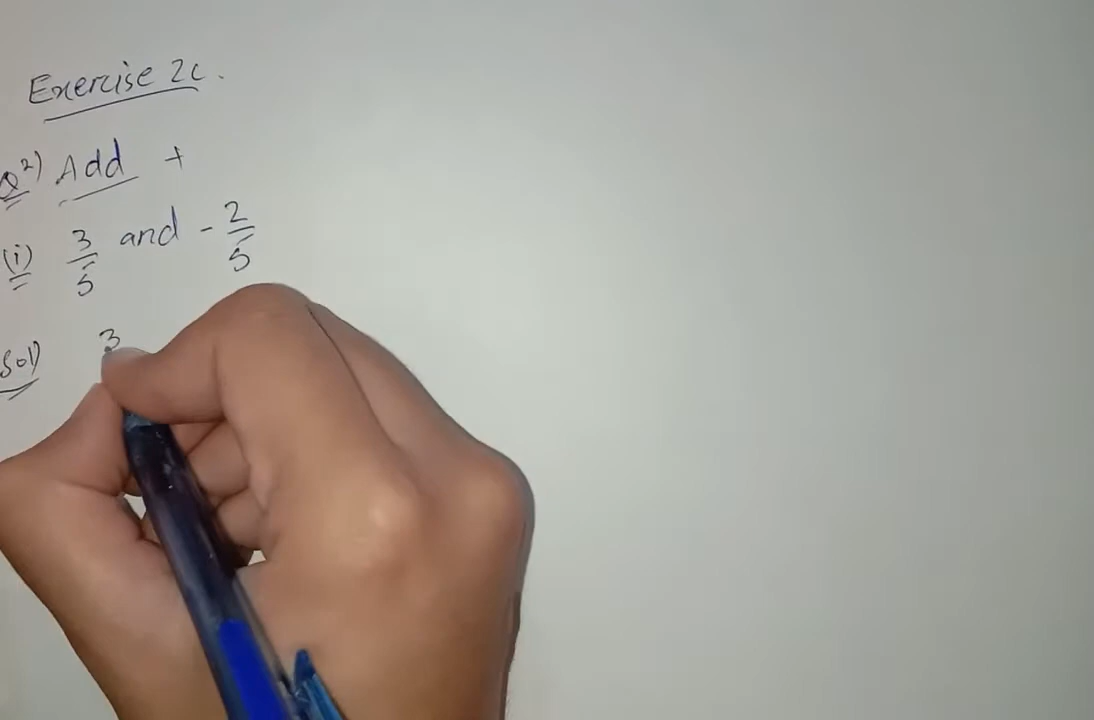 Exercise 2c.
Q2) Add +
(i) 3/5 and - 2/5
Sol) 3